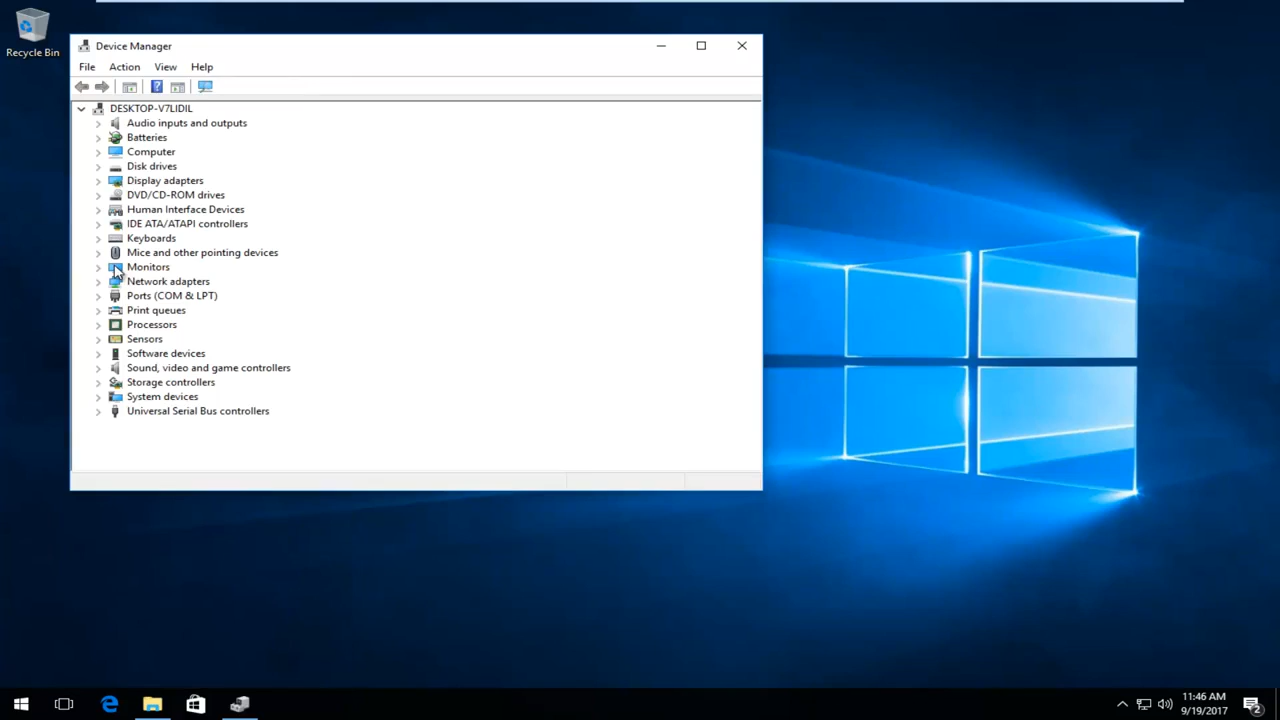 Recycle Bin
Device Manager
File Action View Help
DESKTOP-V7LIDIL
Audio inputs and outputs
Batteries
Computer
Disk drives
Display adapters
DVD/CD-ROM drives
Human Interface Devices
IDE ATA/ATAPI controllers
Keyboards
Mice and other pointing devices
Monitors
Network adapters
Ports (COM & LPT)
Print queues
Processors
Sensors
Software devices
Sound, video and game controllers
Storage controllers
System devices
Universal Serial Bus controllers
11:46 AM
9/19/2017
2